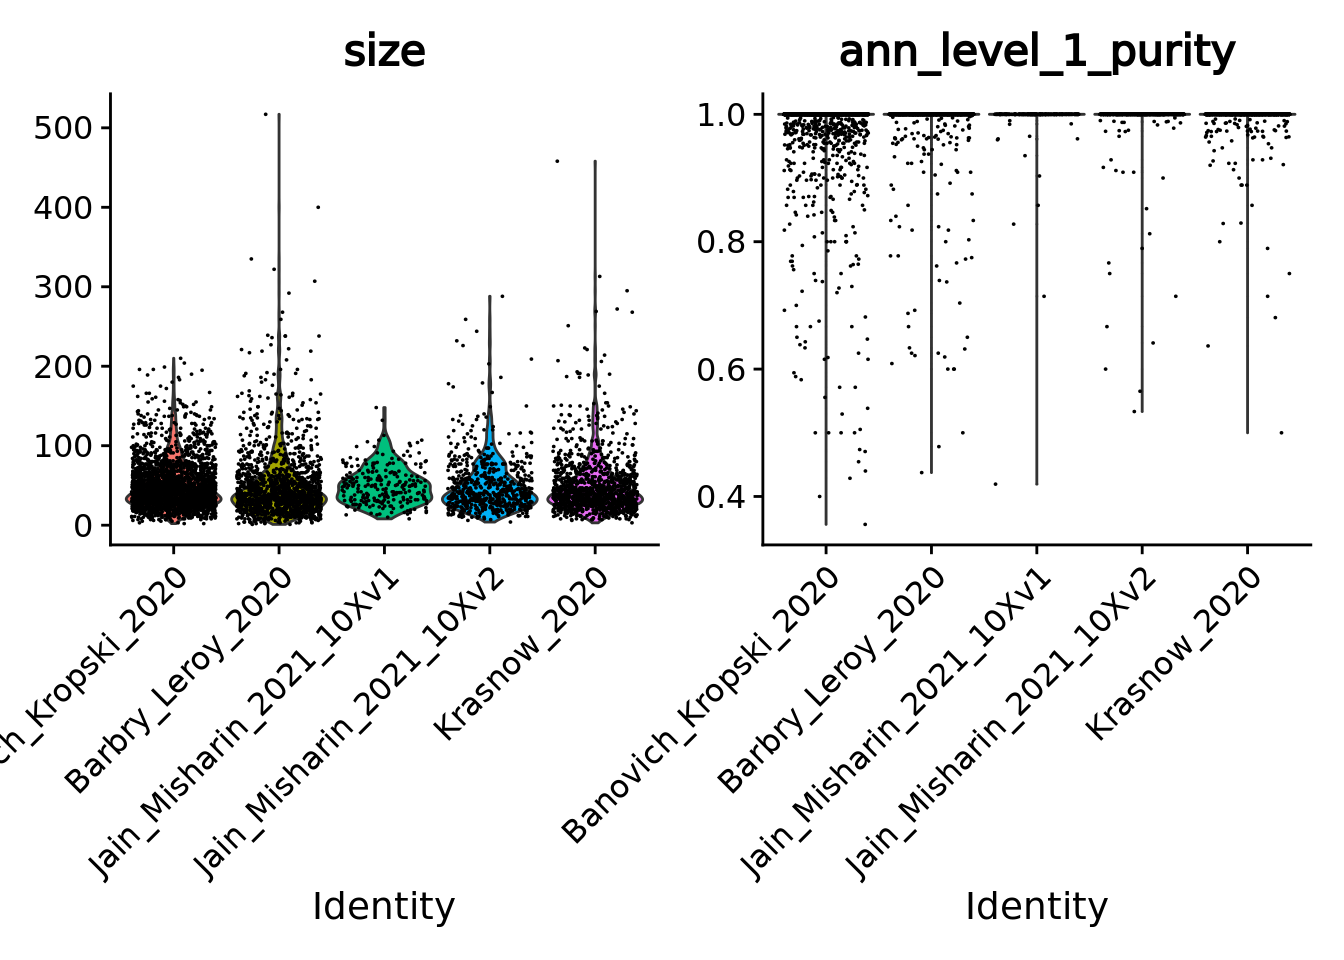 size
500
400
300
200
100
0
ch_Kropski_2020
Barbry_Leroy_2020
Jain_Misharin_2021_10Xv1
Jain_Misharin_2021_10Xv2
Krasnow_2020
Identity
ann_level_1_purity
1.0
0.8
0.6
0.4
Banovich_Kropski_2020
Barbry_Leroy_2020
Jain_Misharin_2021_10Xv1
Jain_Misharin_2021_10Xv2
Krasnow_2020
Identity